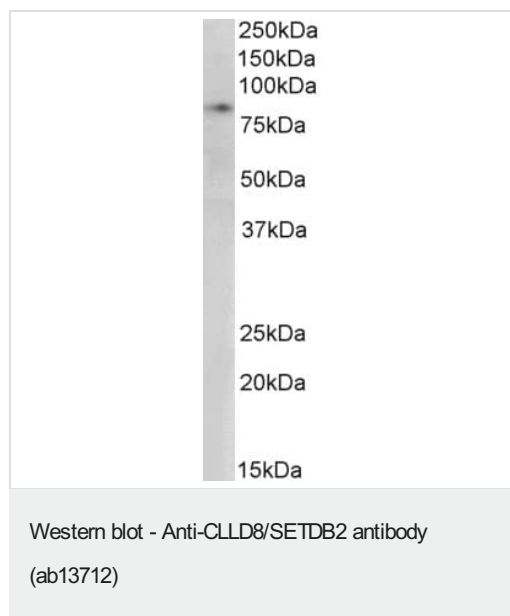 250kDa
150kDa
100kDa
75kDa
50kDa
37kDa
25kDa
20kDa
15kDa
Western blot - Anti-CLLD8/SETDB2 antibody
(ab13712)